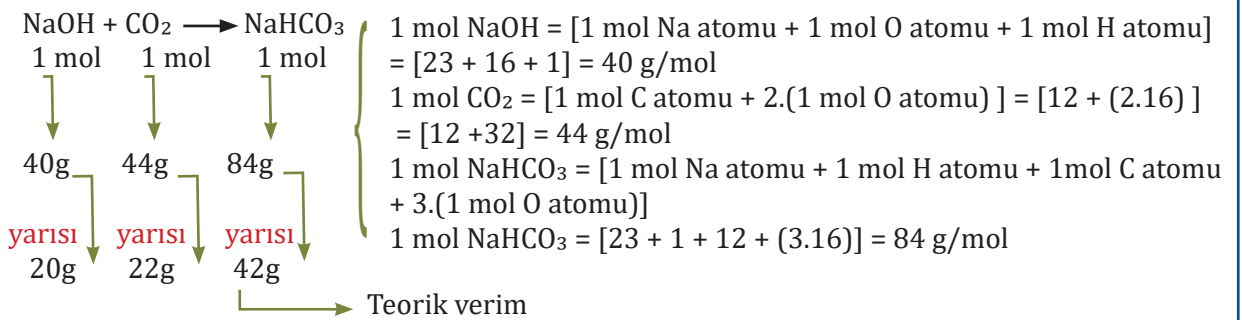 NaOH + CO₂ ⟶ NaHCO₃
1 mol 1 mol 1 mol
40g 44g 84g
yarısı yarısı yarısı
20g 22g 42g
Teorik verim
1 mol NaOH = [1 mol Na atomu + 1 mol O atomu + 1 mol H atomu]
= [23 + 16 + 1] = 40 g/mol
1 mol CO₂ = [1 mol C atomu + 2.(1 mol O atomu) ] = [12 + (2.16) ]
= [12 +32] = 44 g/mol
1 mol NaHCO₃ = [1 mol Na atomu + 1 mol H atomu + 1mol C atomu
+ 3.(1 mol O atomu)]
1 mol NaHCO₃ = [23 + 1 + 12 + (3.16)] = 84 g/mol